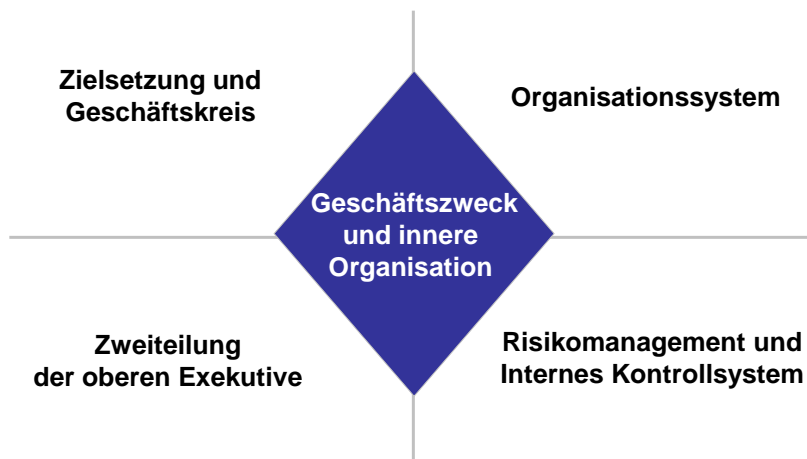 Zielsetzung und
Geschäftskreis
Organisationssystem
Geschäftszweck
und innere
Organisation
Zweiteilung
der oberen Exekutive
Risikomanagement und
Internes Kontrollsystem